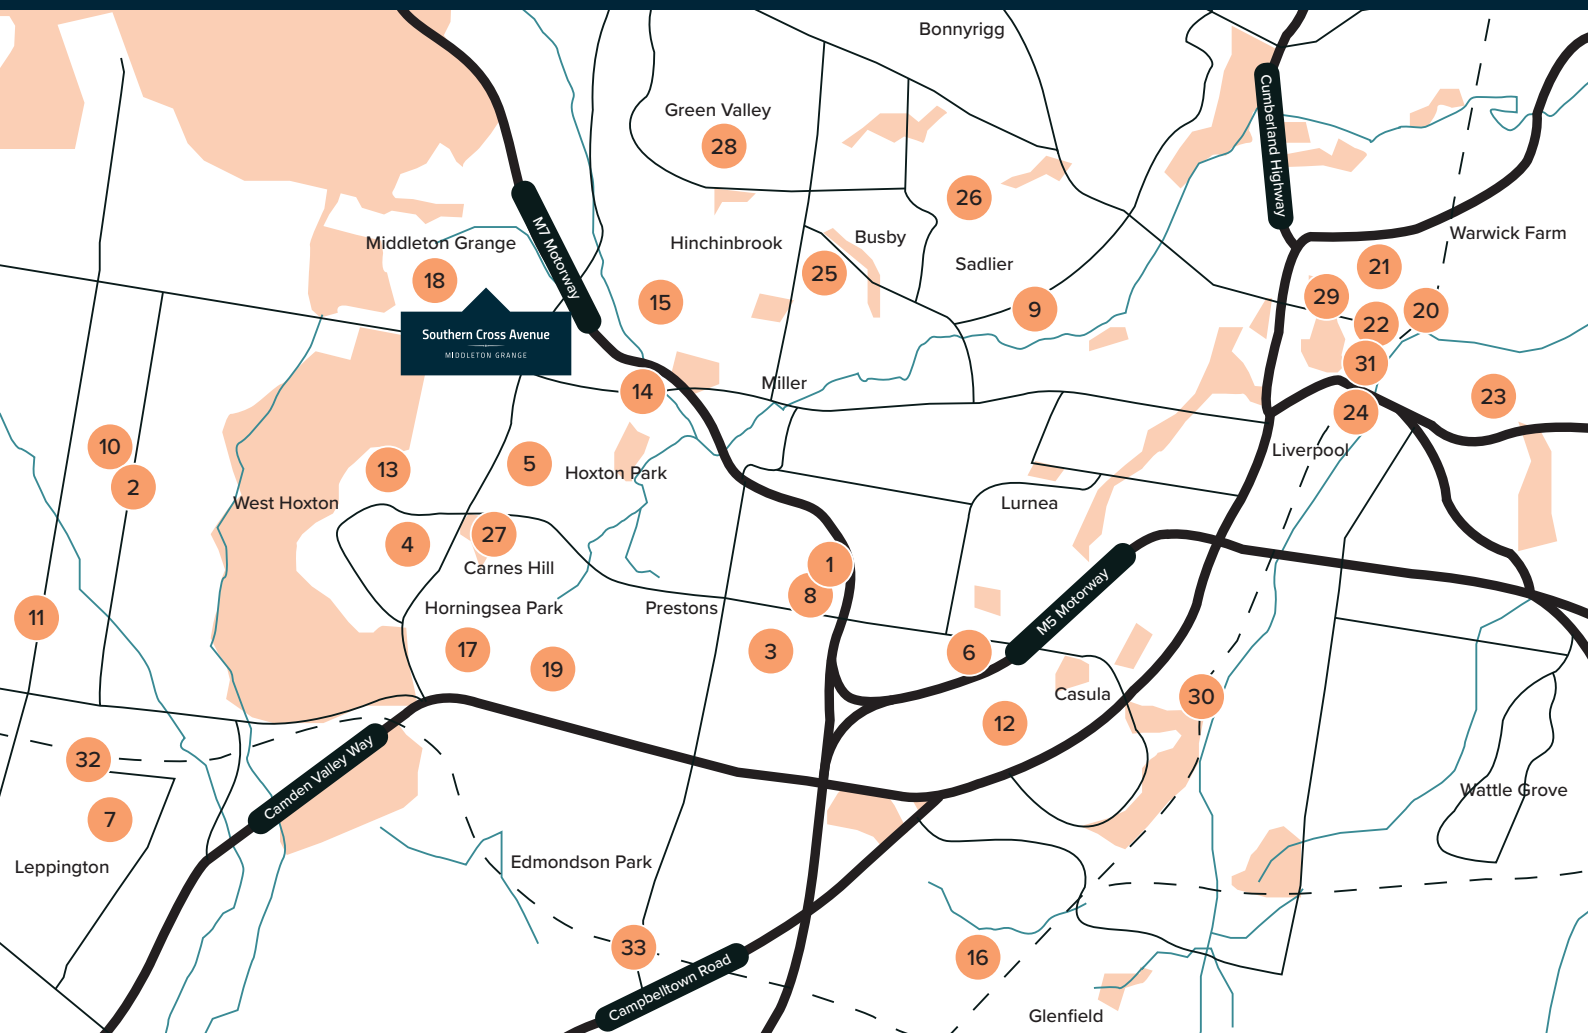 Bonnyrigg
Cumberland Highway
Green Valley
28
26
M7 Motorway
Middleton Grange
Hinchinbrook
Busby
Warwick Farm
18
25
Sadlier
21
15
9
29
20
22
Southern Cross Avenue
MIDDLETON GRANGE
31
14
Miller
23
24
10
13
5
Hoxton Park
Liverpool
2
West Hoxton
Lurnea
4
27
Carnes Hill
1
8
M5 Motorway
11
Horningsea Park
Prestons
17
19
3
6
Casula
30
12
32
Camden Valley Way
7
Wattle Grove
Leppington
Edmondson Park
33
Campbelltown Road
16
Glenfield